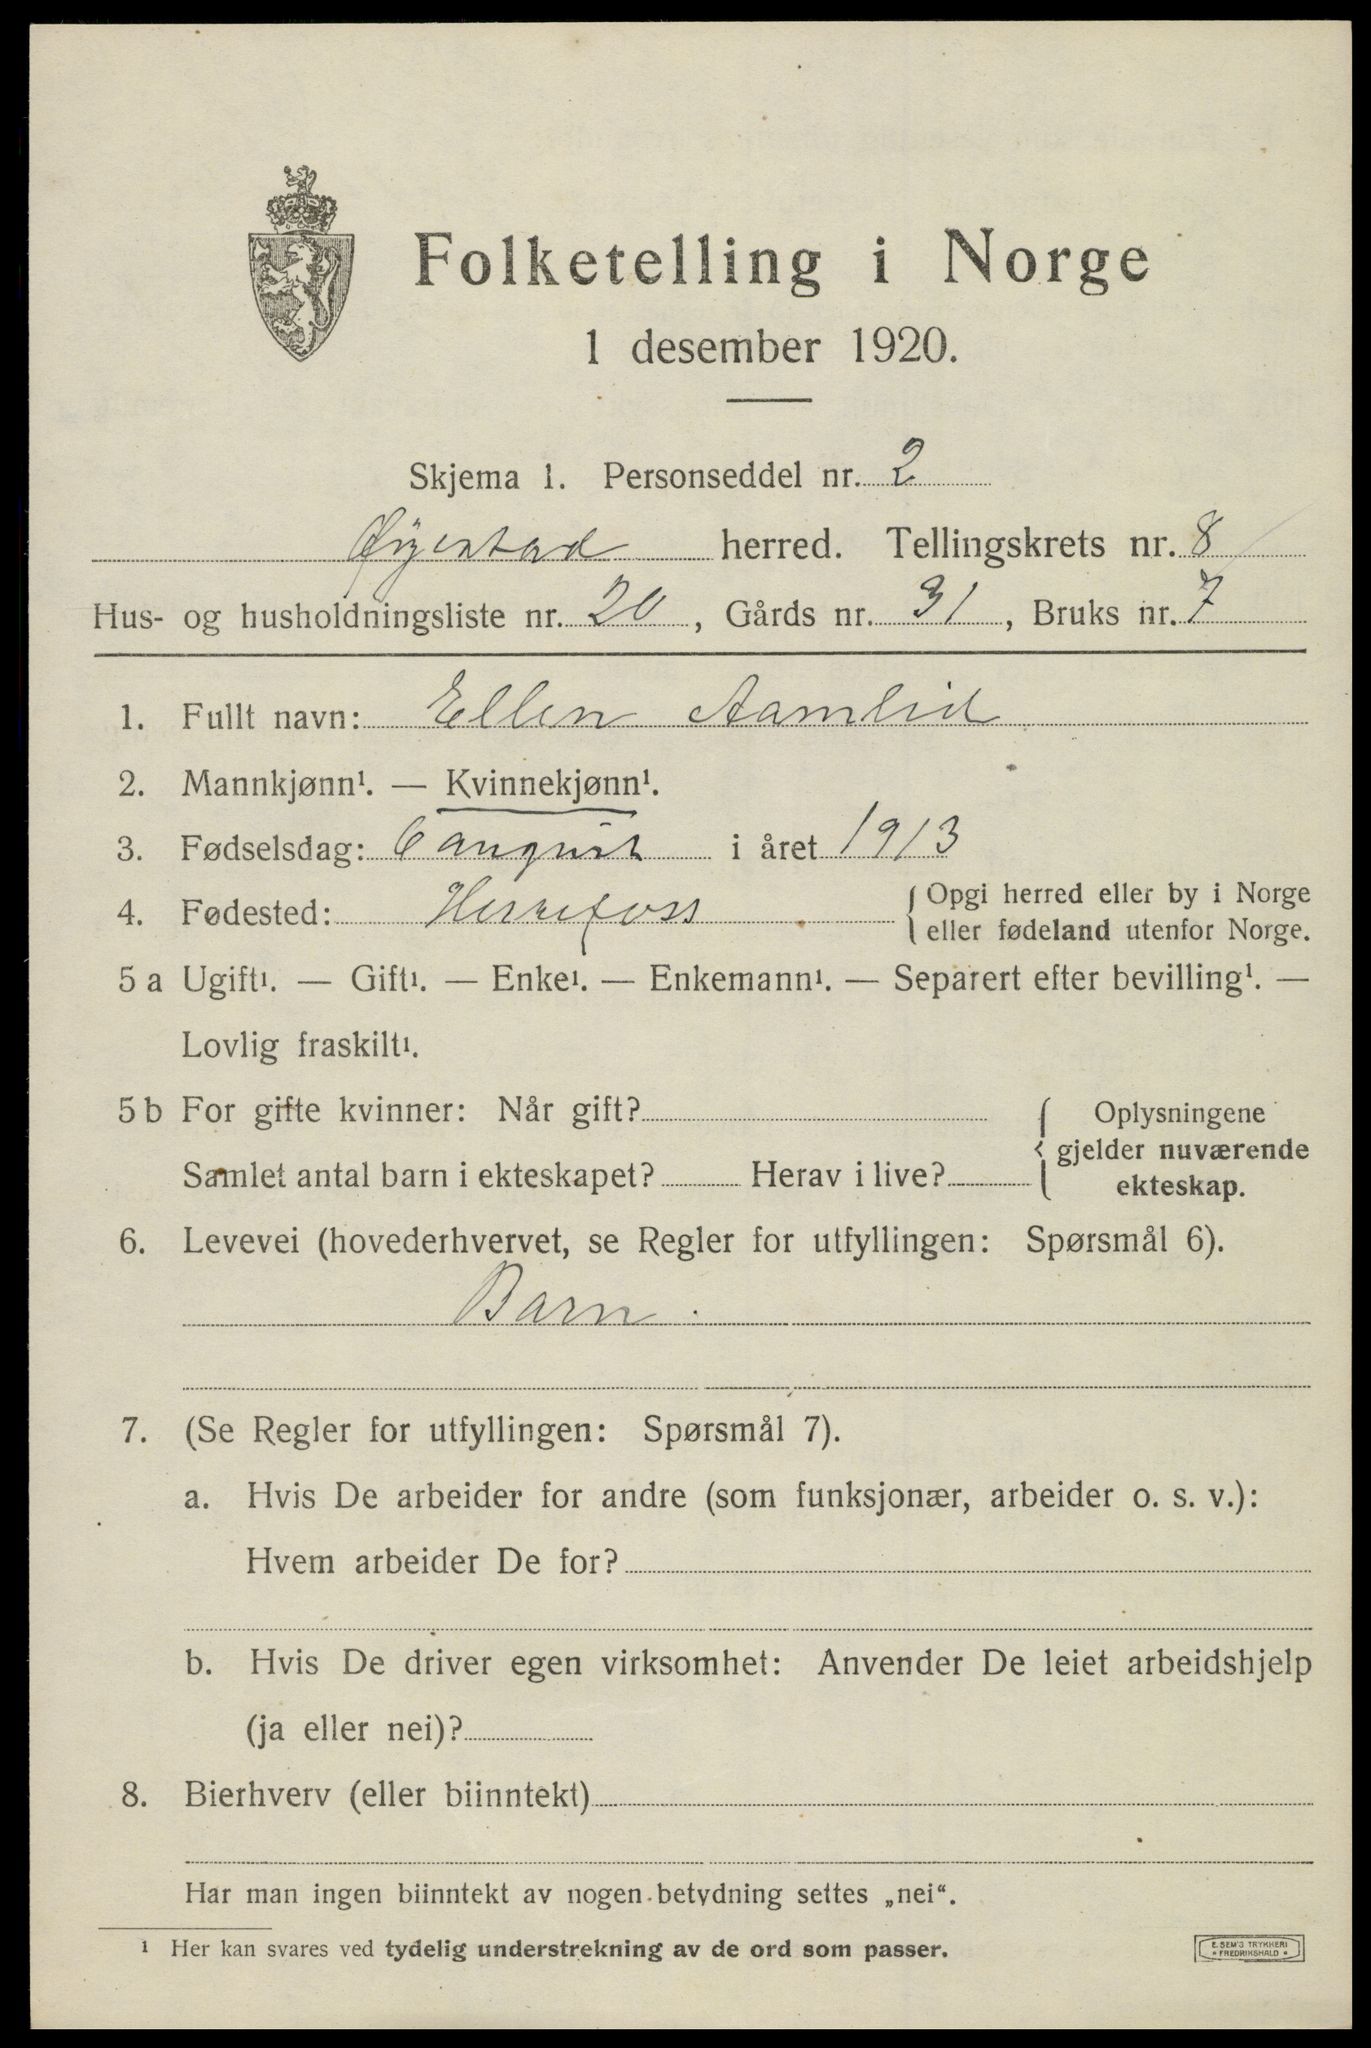 Folketelling i Norge
1 desember 1920.
Skjema 1. Personseddel nr. 2
Øyestad herred. Tellingskrets nr. 8
Hus- og husholdningsliste nr. 20, Gårds nr. 31, Bruks nr. 7
1. Fullt navn: Ellen Aamlid
2. Mannkjønn¹. — Kvinnekjønn¹.
3. Fødselsdag: 6 august i året 1913
4. Fødested: Herrefoss { Opgi herred eller by i Norge
eller fødeland utenfor Norge.
5 a Ugift¹. — Gift¹. — Enke¹. — Enkemann¹. — Separert efter bevilling¹. —
Lovlig fraskilt¹.
5 b For gifte kvinner: Når gift?
Samlet antal barn i ekteskapet? Herav i live?
{ Oplysningene
gjelder nuværende
ekteskap.
6. Levevei (hovederhvervet, se Regler for utfyllingen: Spørsmål 6).
Barn.
7. (Se Regler for utfyllingen: Spørsmål 7).
a. Hvis De arbeider for andre (som funksjonær, arbeider o. s. v.):
Hvem arbeider De for?
b. Hvis De driver egen virksomhet: Anvender De leiet arbeidshjelp
(ja eller nei)?
8. Bierhverv (eller biinntekt)
Har man ingen biinntekt av nogen betydning settes „nei“.
¹ Her kan svares ved tydelig understrekning av de ord som passer.
E. SEM'S TRYKKERI
• FREDRIKSHALD •